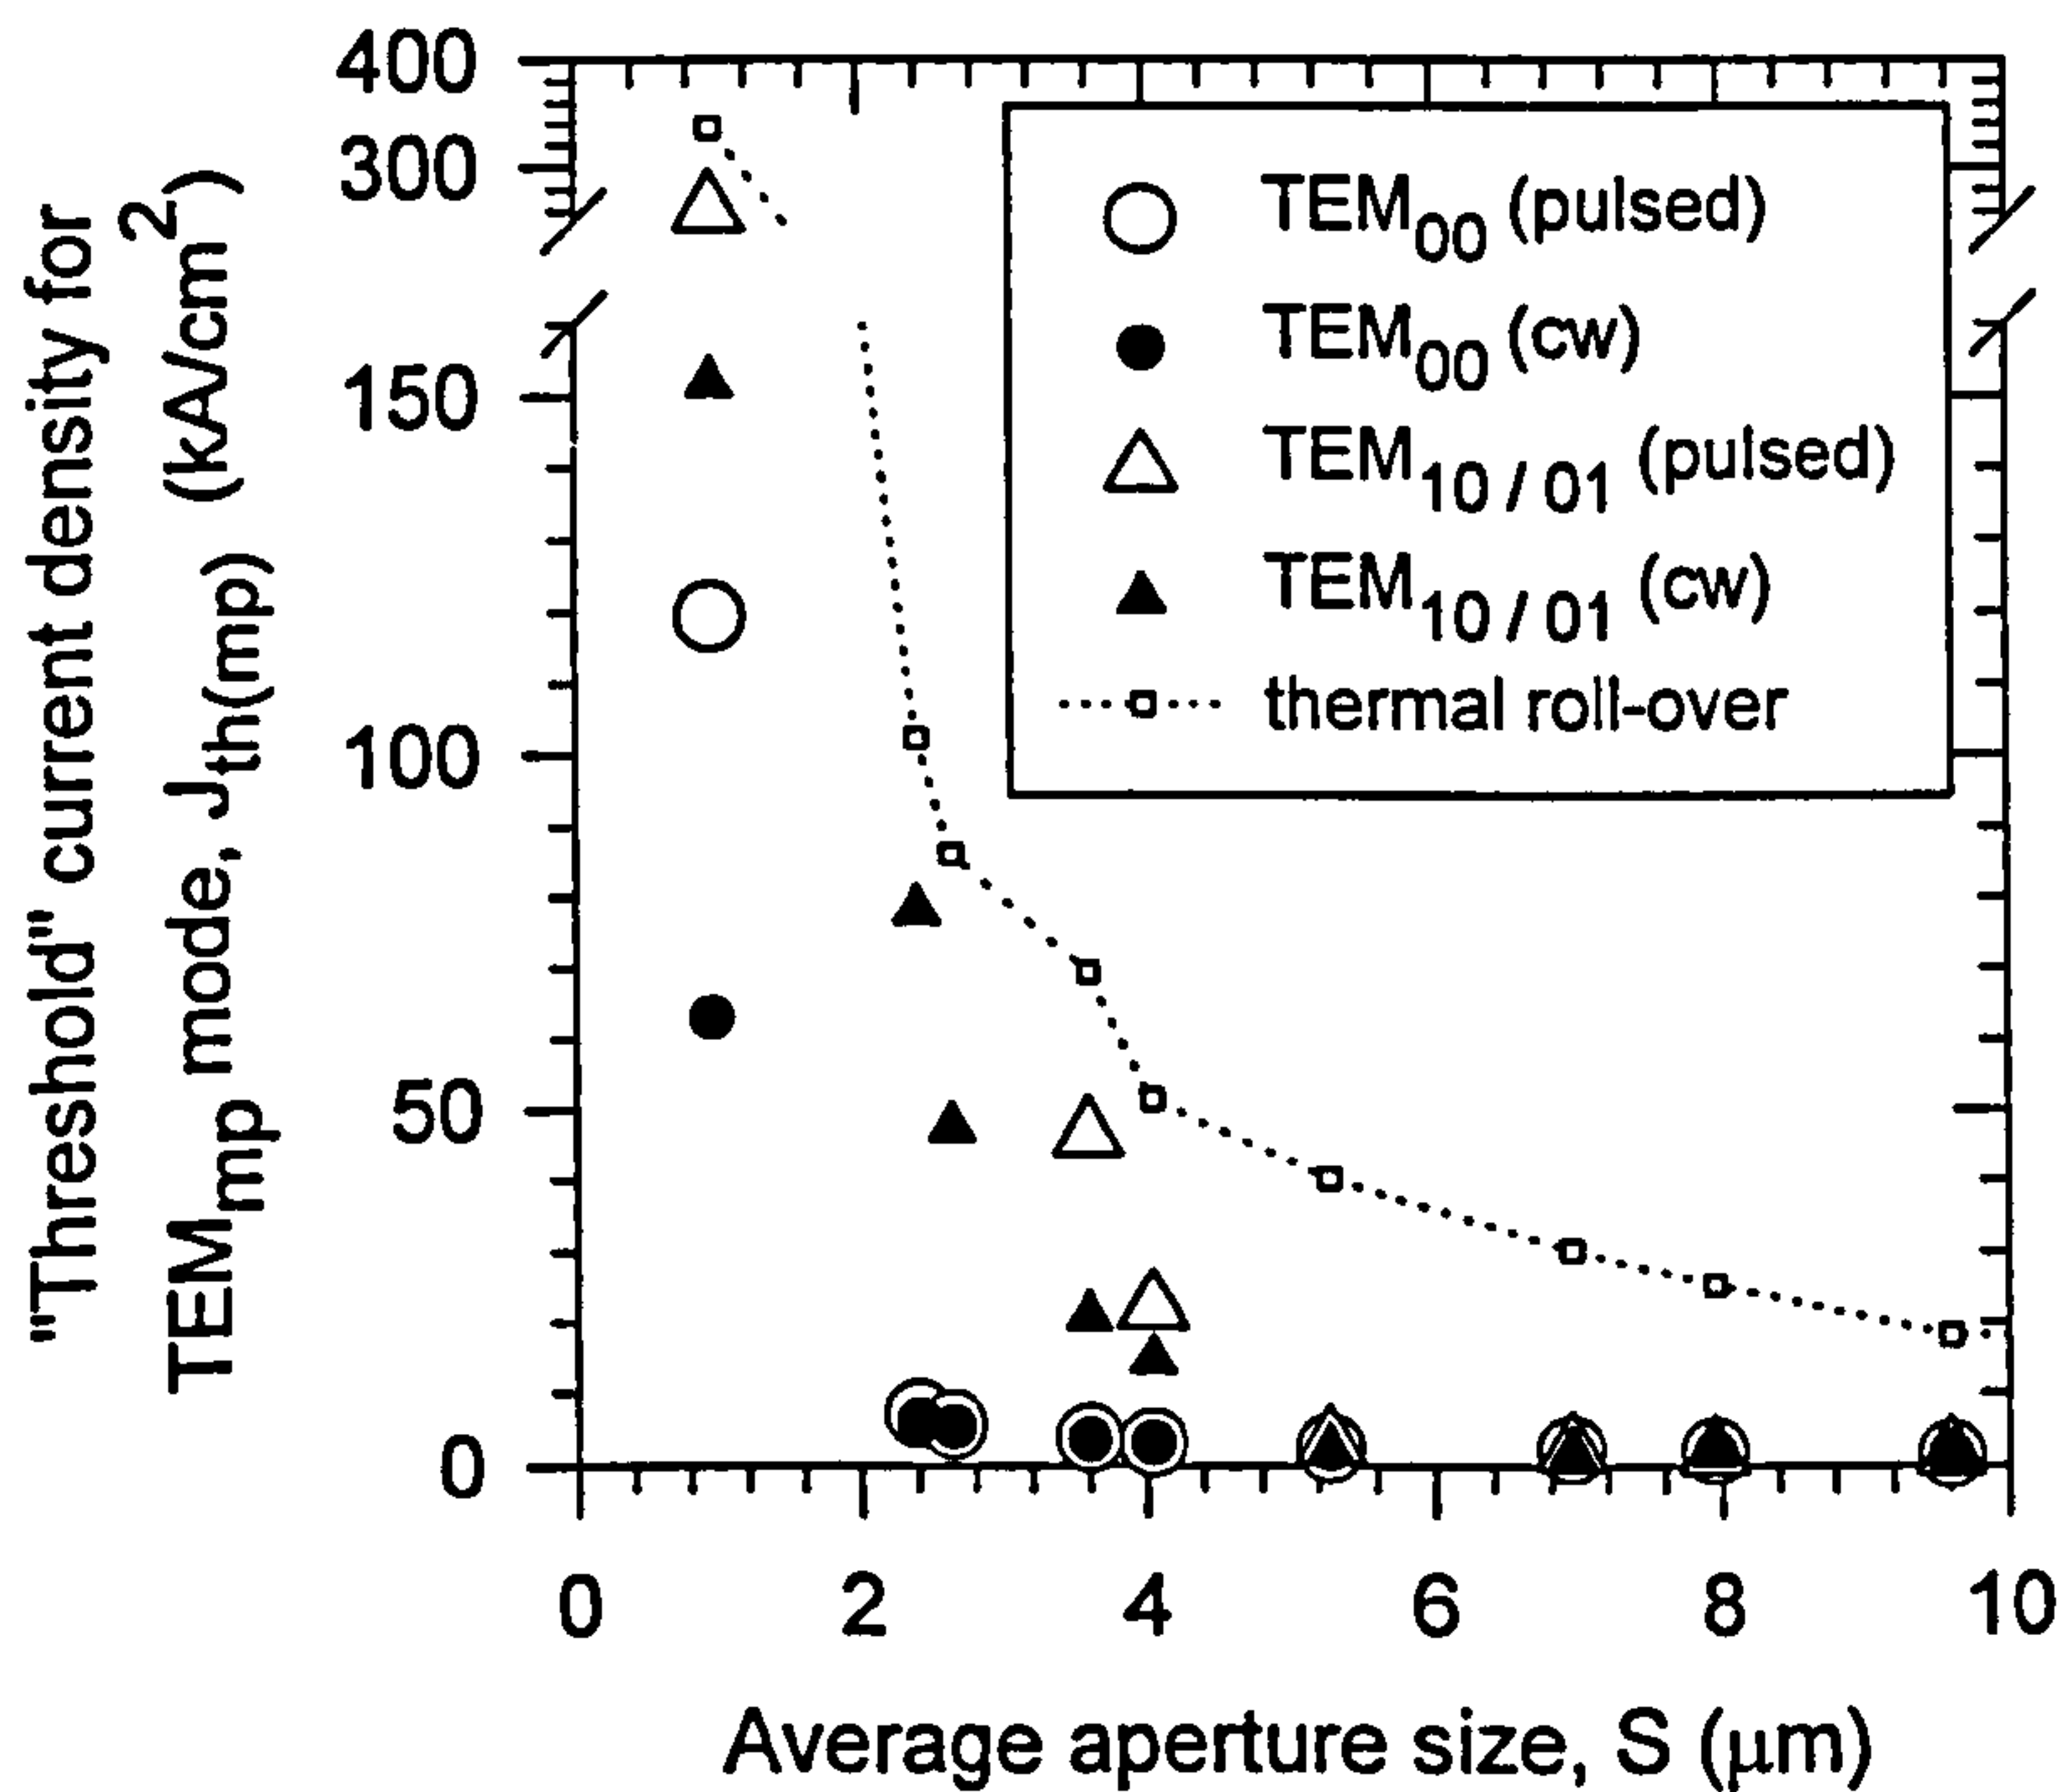 "Threshold" current density for
TEMmp mode, Jth(mp) (kA/cm2)
400
300
150
100
50
0
TEM00 (pulsed)
TEM00 (cw)
TEM10 / 01 (pulsed)
TEM10 / 01 (cw)
thermal roll-over
0 2 4 6 8 10
Average aperture size, S (μm)